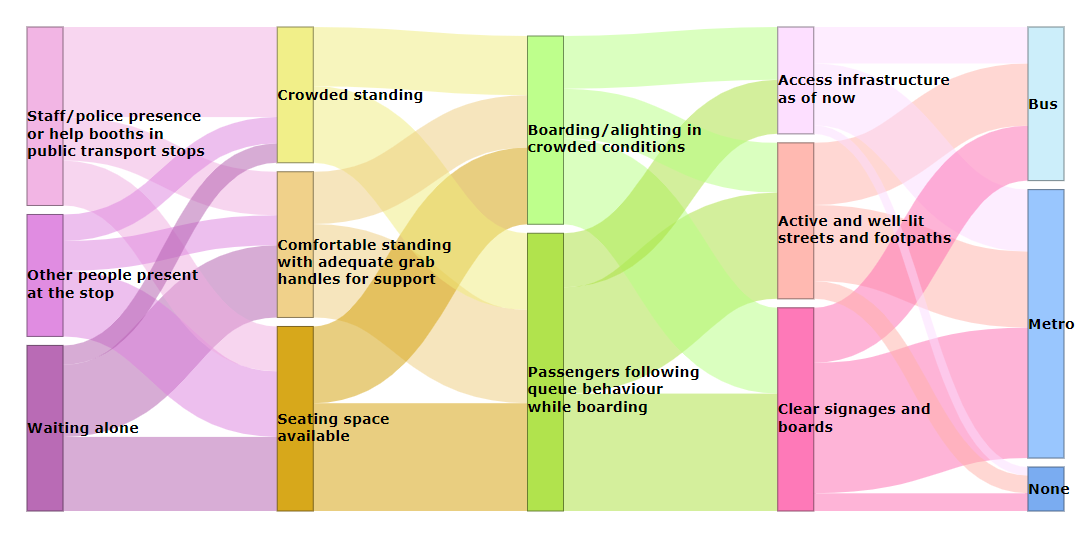 Staff/police presence
or help booths in
public transport stops
Other people present
at the stop
Waiting alone
Crowded standing
Comfortable standing
with adequate grab
handles for support
Seating space
available
Boarding/alighting in
crowded conditions
Passengers following
queue behaviour
while boarding
Access infrastructure
as of now
Active and well-lit
streets and footpaths
Clear signages and
boards
Bus
Metro
None